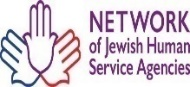 NETWORK
of Jewish Human
Service Agencies